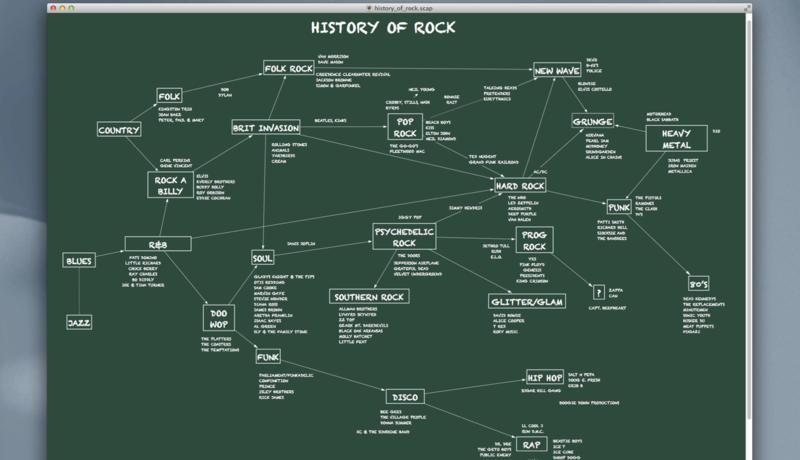 history_of_rock.scap
HISTORY OF ROCK
VAN MORRISON
DAVE MASON
FOLK ROCK
CREEDENCE CLEARWATER REVIVAL
JACKSON BROWNE
SIMON & GARFUNKEL
NEW WAVE
DEVO
B-52'S
POLICE
BLONDIE
ELVIS COSTELLO
TALKING HEADS
PRETENDERS
EURYTHMICS
FOLK
KINGSTON TRIO
JOAN BAEZ
PETER, PAUL & MARY
BOB
DYLAN
NEIL YOUNG
CROSBY, STILLS, NASH
BYRDS
BONNIE
RAIT
COUNTRY
BRIT INVASION
BEATLES, KINKS
ROLLING STONES
ANIMALS
YARDBIRDS
CREAM
POP
ROCK
BEACH BOYS
KISS
ELTON JOHN
NEIL DIAMOND
THE GO-GO'S
FLEETWOOD MAC
GRUNGE
NIRVANA
PEARL JAM
MUDHONEY
SOUNDGARDEN
ALICE IN CHAINS
MOTORHEAD
BLACK SABBATH
HEAVY
METAL
DIO
JUDAS PRIEST
IRON MAIDEN
METALLICA
CARL PERKINS
GENE VINCENT
ROCK A
BILLY
ELVIS
EVERLY BROTHERS
BUDDY HOLLY
ROY ORBISON
EDDIE COCHRAN
TED NUGENT
GRAND FUNK RAILROAD
AC/DC
HARD ROCK
THE WHO
LED ZEPPELIN
AEROSMITH
DEEP PURPLE
VAN HALEN
JIMMY HENDRIX
PUNK
THE PISTOLS
RAMONES
THE CLASH
PATTI SMITH
RICHARD HELL
SIOUXSIE AND
THE BANSHEES
IGGY POP
BLUES
R&B
FATS DOMINO
LITTLE RICHARD
CHUCK BERRY
RAY CHARLES
BO DIDDLY
IKE & TINA TURNER
JANIS JOPLIN
PSYCHEDELIC
ROCK
THE DOORS
JEFFERSON AIRPLANE
GRATEFUL DEAD
VELVET UNDERGROUND
PROG
ROCK
JETHRO TULL
RUSH
E.L.O.
YES
PINK FLOYD
GENESIS
PRESIDENTS
KING CRIMSON
SOUL
GLADYS KNIGHT & THE PIPS
OTIS REDDING
SAM COOKE
MARVIN GAYE
STEVIE WONDER
DIANA ROSS
JAMES BROWN
ARETHA FRANKLIN
ISAAC HAYES
AL GREEN
SLY & THE FAMILY STONE
SOUTHERN ROCK
ALLMAN BROTHERS
LYNYRD SKYNYRD
ZZ TOP
OZARK MT. DAREDEVILS
BLACK OAK ARKANSAS
MOLLY HATCHET
LITTLE FEAT
GLITTER/GLAM
DAVID BOWIE
ALICE COOPER
T REX
ROXY MUSIC
?
ZAPPA
CAN
CAPT. BEEFHEART
80'S
DEAD KENNEDYS
THE REPLACEMENTS
MINUTEMEN
SONIC YOUTH
HUSKER DU
MEAT PUPPETS
FUGAZI
JAZZ
DOO
WOP
THE PLATTERS
THE COASTERS
THE TEMPTATIONS
FUNK
PARLIAMENT/FUNKADELIC
CONFUNKTION
PRINCE
ISLEY BROTHERS
RICK JAMES
DISCO
BEE GEES
THE VILLAGE PEOPLE
DONNA SUMMER
KC & THE SUNSHINE BAND
HIP HOP
SALT N PEPA
DOUG E. FRESH
ERIC B
SUGAR HILL GANG
BOOGIE DOWN PRODUCTIONS
LL COOL J
RUN D.M.C.
RAP
DR. DRE
THE GETO BOYS
PUBLIC ENEMY
BEASTIE BOYS
ICE T
ICE CUBE
SNOOP DOGG